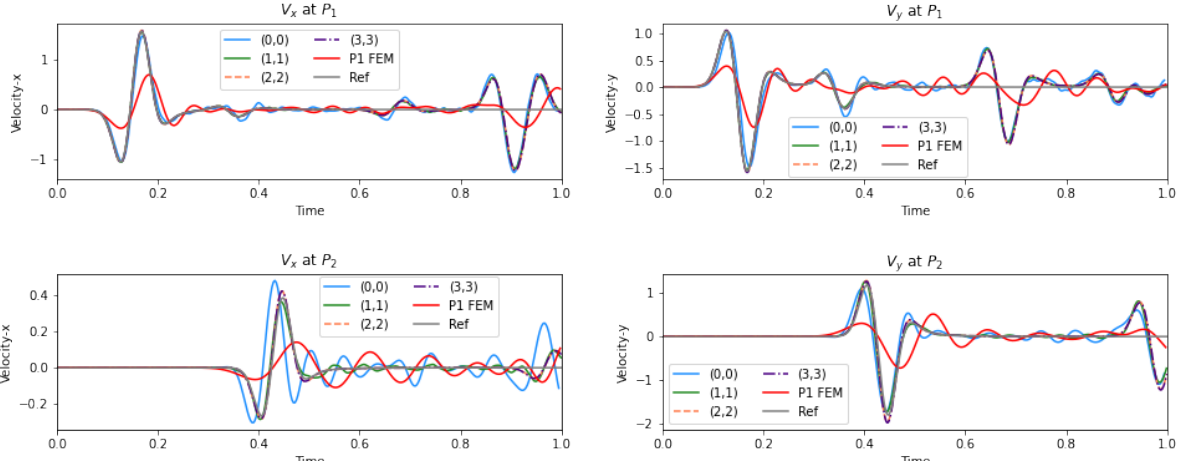 V_x at P_1
Velocity-x
1
0
−1
(0,0)
(1,1)
(2,2)
(3,3)
P1 FEM
Ref
0.0 0.2 0.4 0.6 0.8 1.0
Time
V_y at P_1
Velocity-y
1.0
0.5
0.0
−0.5
−1.0
−1.5
(0,0)
(1,1)
(2,2)
(3,3)
P1 FEM
Ref
0.0 0.2 0.4 0.6 0.8 1.0
Time
V_x at P_2
Velocity-x
0.4
0.2
0.0
−0.2
(0,0)
(1,1)
(2,2)
(3,3)
P1 FEM
Ref
0.0 0.2 0.4 0.6 0.8 1.0
Time
V_y at P_2
Velocity-y
1
0
−1
−2
(0,0)
(1,1)
(2,2)
(3,3)
P1 FEM
Ref
0.0 0.2 0.4 0.6 0.8 1.0
Time